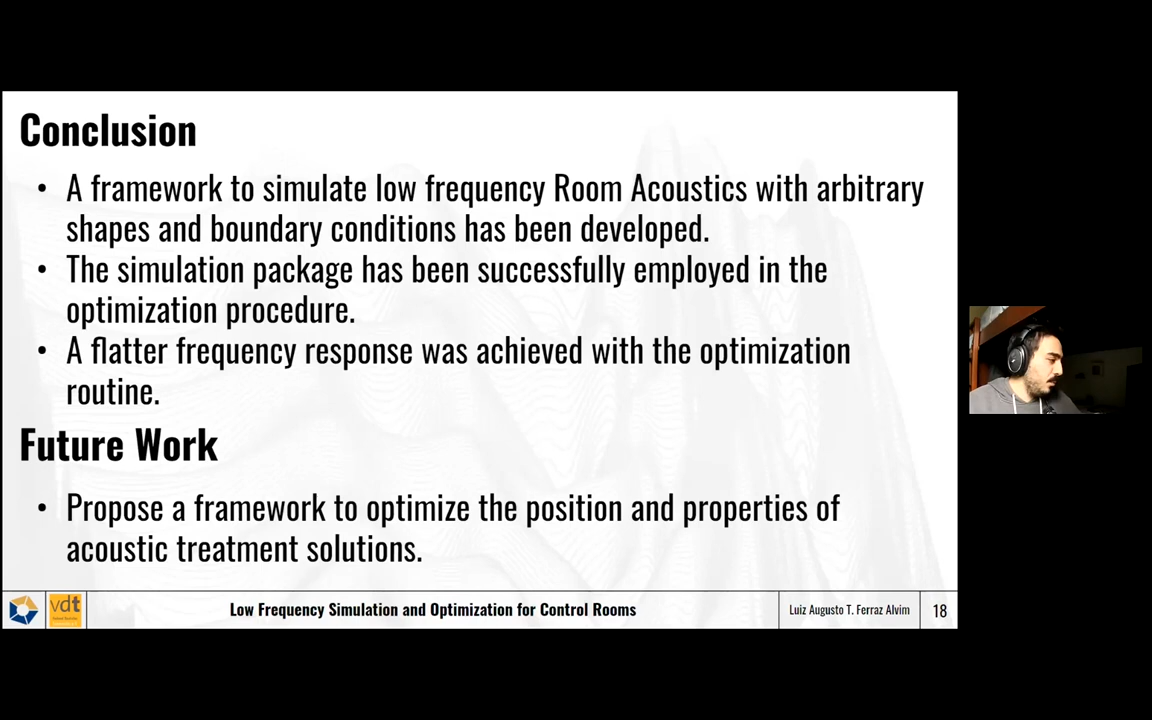 Conclusion
• A framework to simulate low frequency Room Acoustics with arbitrary
shapes and boundary conditions has been developed.
• The simulation package has been successfully employed in the
optimization procedure.
• A flatter frequency response was achieved with the optimization
routine.
Future Work
• Propose a framework to optimize the position and properties of
acoustic treatment solutions.
vdt
Low Frequency Simulation and Optimization for Control Rooms
Luiz Augusto T. Ferraz Alvim
18